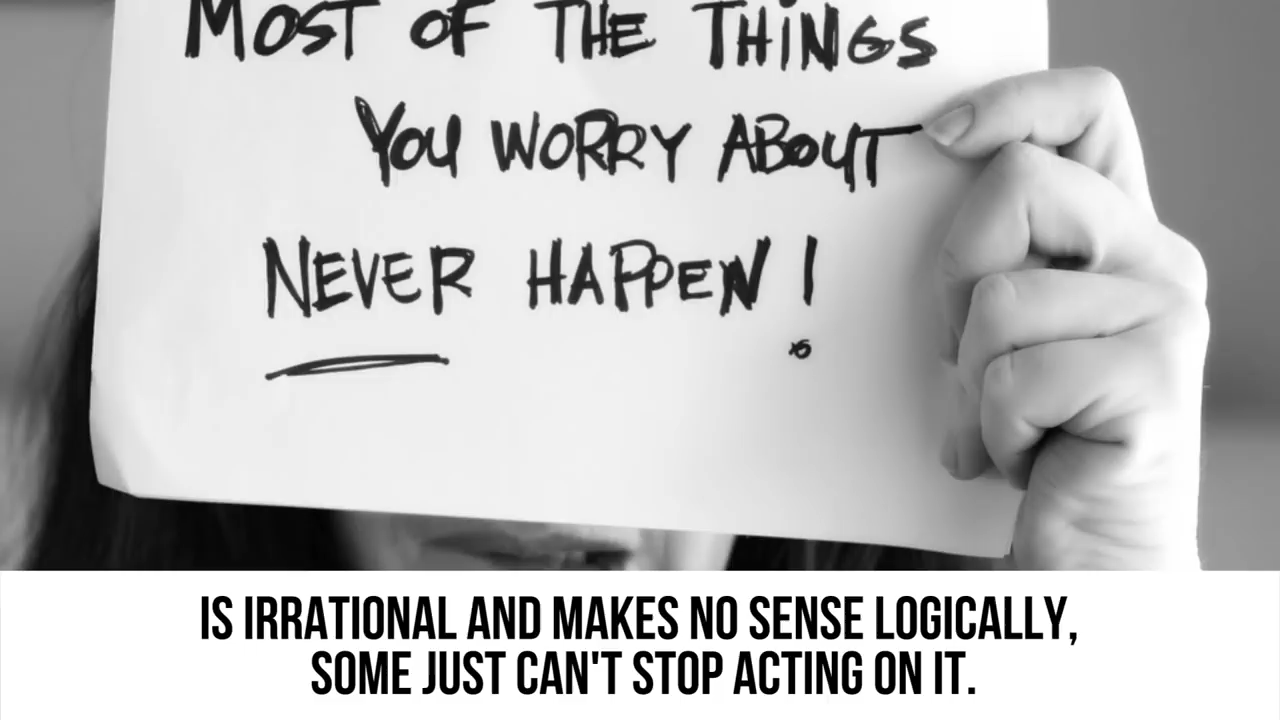 MOST OF THE THINGS
YOU WORRY ABOUT
NEVER HAPPEN!
IS IRRATIONAL AND MAKES NO SENSE LOGICALLY,
SOME JUST CAN'T STOP ACTING ON IT.